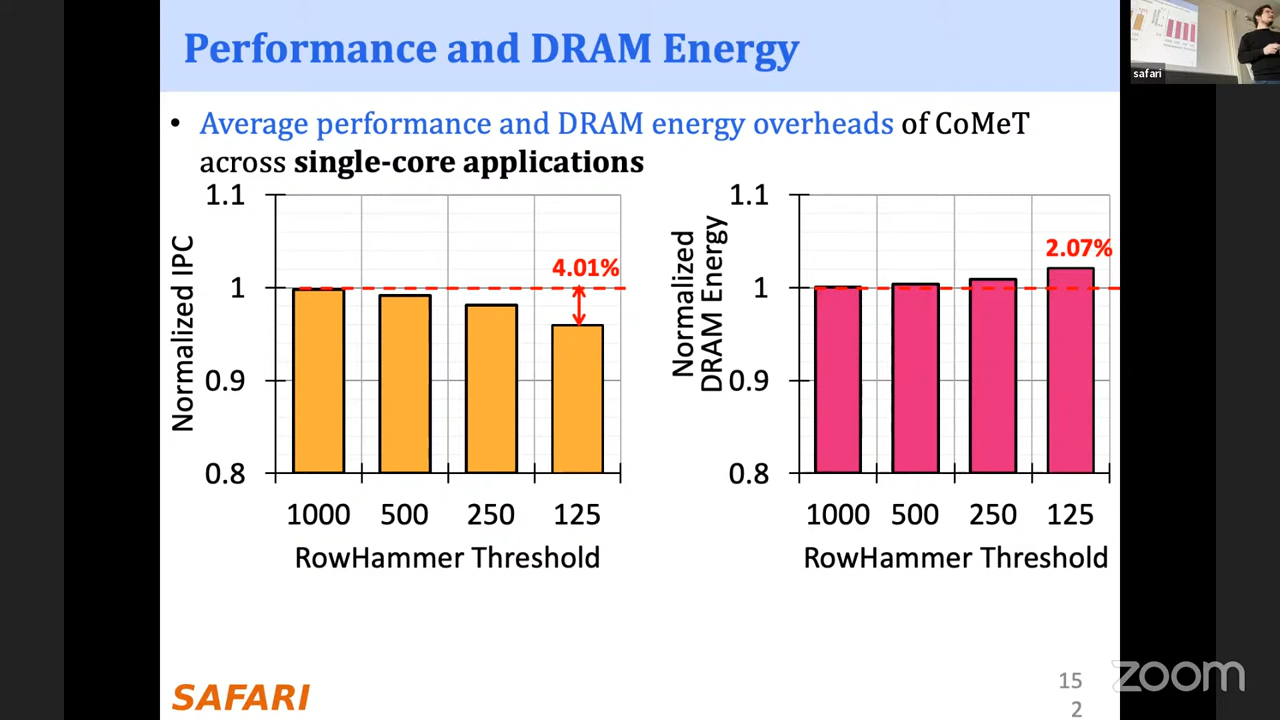 Performance and DRAM Energy
safari
• Average performance and DRAM energy overheads of CoMeT
across single-core applications
Normalized IPC
1.1
1
0.9
0.8
4.01%
1000 500 250 125
RowHammer Threshold
Normalized
DRAM Energy
1.1
1
0.9
0.8
2.07%
1000 500 250 125
RowHammer Threshold
SAFARI
15
2
zoom